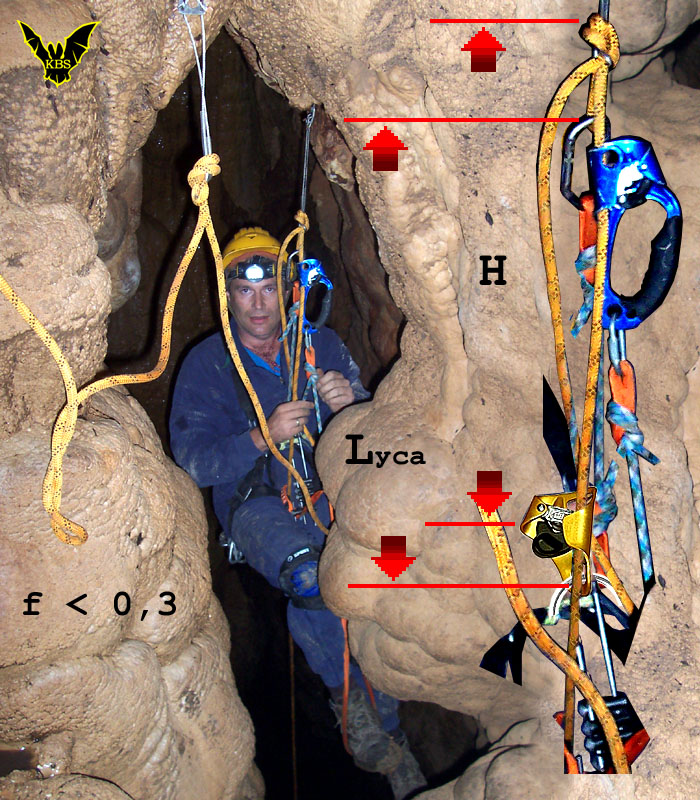 KBS
H
Lyca
f < 0,3